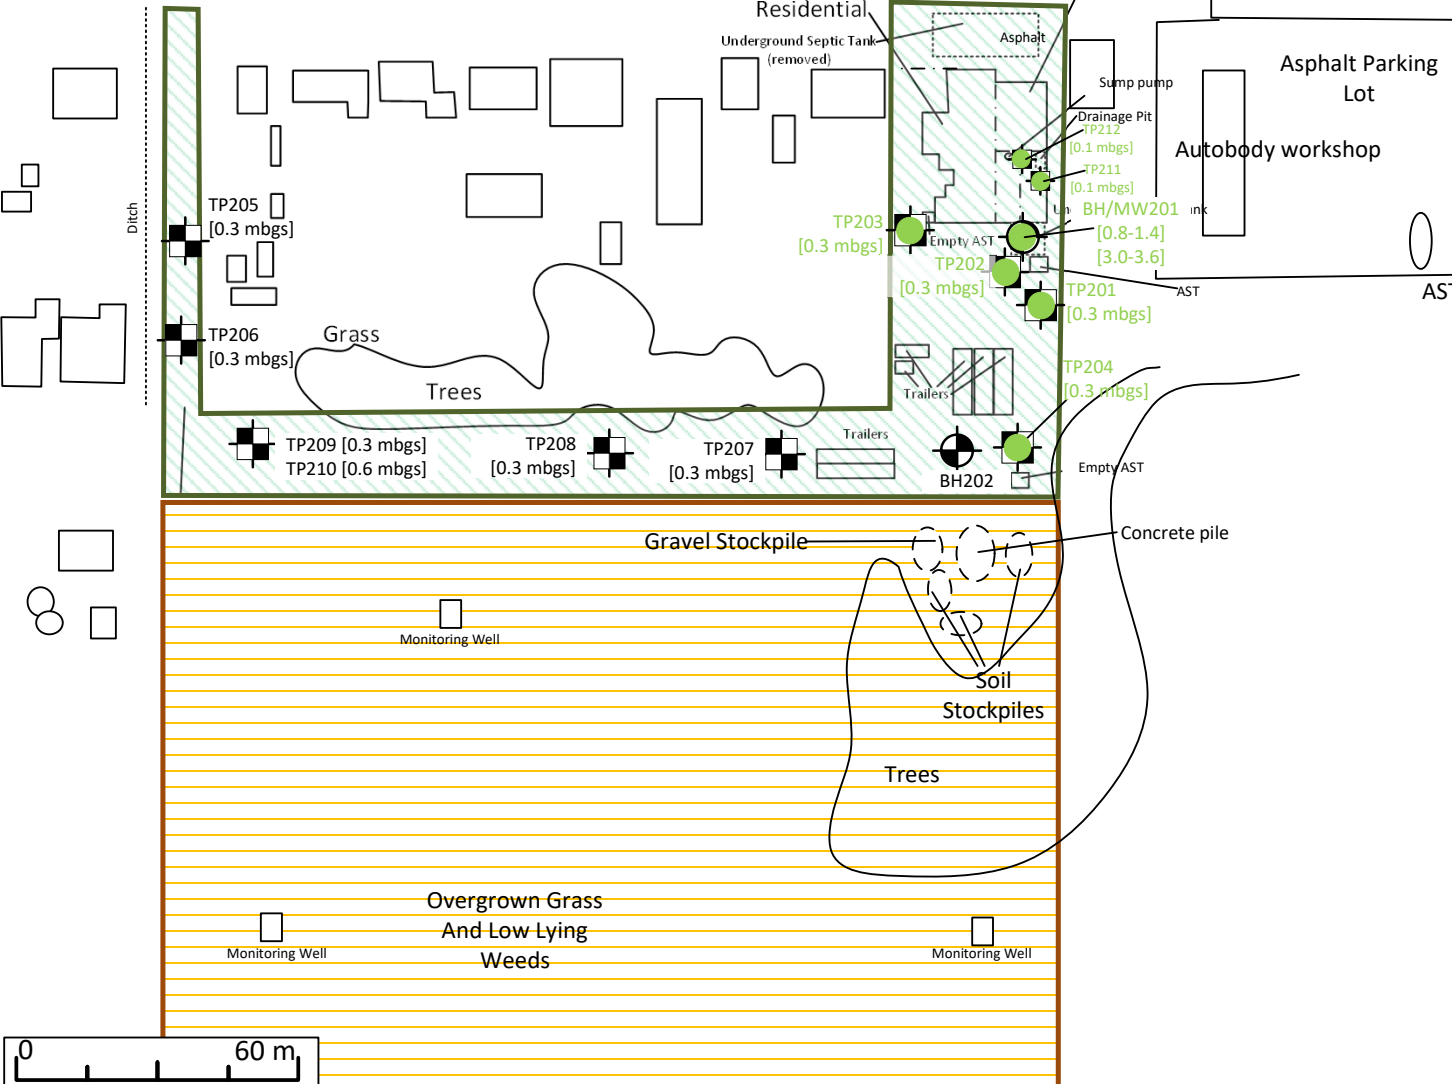 Residential
Underground Septic Tank
(removed)
Asphalt
Sump pump
Drainage Pit
TP212
[0.1 mbgs]
TP211
[0.1 mbgs]
Asphalt Parking
Lot
Autobody workshop
BH/MW201
[0.8-1.4]
[3.0-3.6]
TP203
[0.3 mbgs]
Empty AST
TP202
[0.3 mbgs]
AST
TP201
[0.3 mbgs]
AST
TP205
[0.3 mbgs]
Ditch
TP206
[0.3 mbgs]
Grass
Trees
Trailers
TP204
[0.3 mbgs]
TP209 [0.3 mbgs]
TP210 [0.6 mbgs]
TP208
[0.3 mbgs]
TP207
[0.3 mbgs]
Trailers
BH202
Empty AST
Gravel Stockpile
Concrete pile
Monitoring Well
Soil
Stockpiles
Trees
Overgrown Grass
And Low Lying
Weeds
Monitoring Well
Monitoring Well
0 60 m